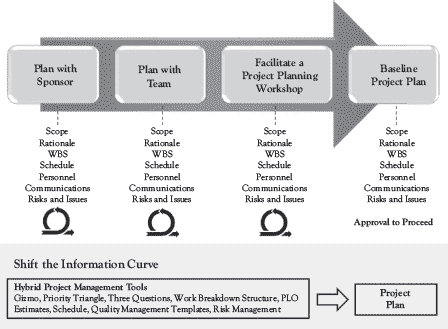 Plan with
Sponsor
Plan with
Team
Facilitate a
Project Planning
Workshop
Baseline
Project Plan
Scope
Rationale
WBS
Schedule
Personnel
Communications
Risks and Issues
Scope
Rationale
WBS
Schedule
Personnel
Communications
Risks and Issues
Scope
Rationale
WBS
Schedule
Personnel
Communications
Risks and Issues
Scope
Rationale
WBS
Schedule
Personnel
Communications
Risks and Issues
Approval to Proceed
Shift the Information Curve
Hybrid Project Management Tools
Gizmo, Priority Triangle, Three Questions, Work Breakdown Structure, PLO
Estimates, Schedule, Quality Management Templates, Risk Management
Project
Plan